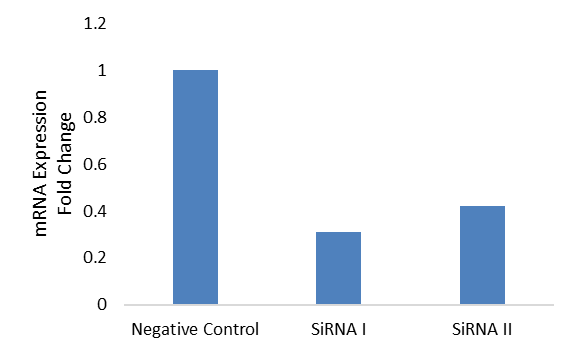 mRNA Expression
Fold Change
1.2
1
0.8
0.6
0.4
0.2
0
Negative Control
SiRNA I
SiRNA II